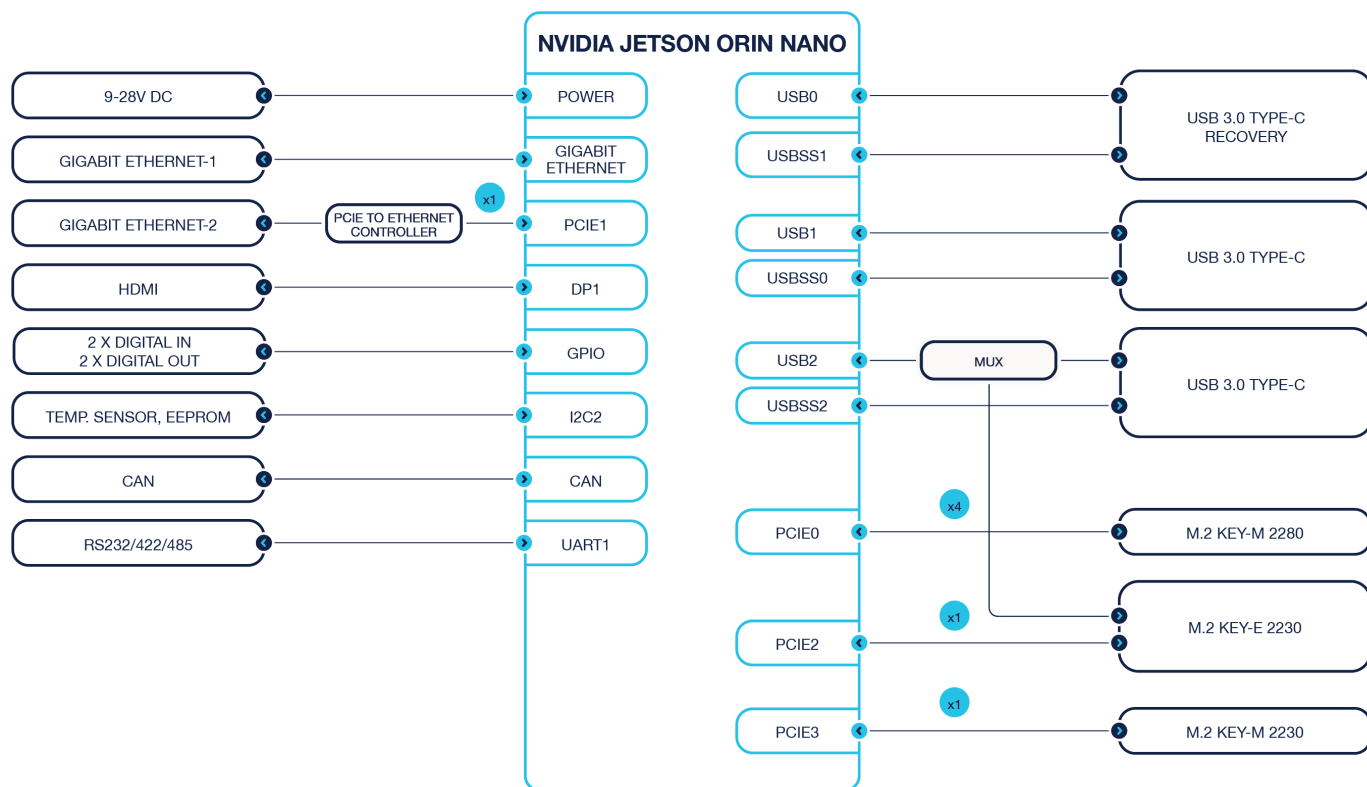 NVIDIA JETSON ORIN NANO
9-28V DC
POWER
GIGABIT ETHERNET-1
GIGABIT
ETHERNET
GIGABIT ETHERNET-2
PCIE TO ETHERNET
CONTROLLER
x1
PCIE1
HDMI
DP1
2 X DIGITAL IN
2 X DIGITAL OUT
GPIO
TEMP. SENSOR, EEPROM
I2C2
CAN
CAN
RS232/422/485
UART1
USB0
USBSS1
USB 3.0 TYPE-C
RECOVERY
USB1
USBSS0
USB 3.0 TYPE-C
USB2
MUX
USBSS2
USB 3.0 TYPE-C
PCIE0
x4
M.2 KEY-M 2280
PCIE2
x1
M.2 KEY-E 2230
PCIE3
x1
M.2 KEY-M 2230